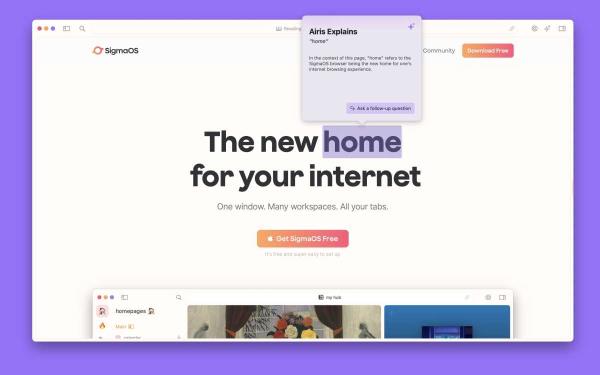 Reading
Airis Explains
"home"
In the context of this page, "home" refers to the
SigmaOS browser being the new home for one's
internet browsing experience.
Ask a follow-up question
SigmaOS
Community
Download Free
The new home
for your internet
One window. Many workspaces. All your tabs.
Get SigmaOS Free
It's free and super easy to set up
my hub
homepages
Main
calendar